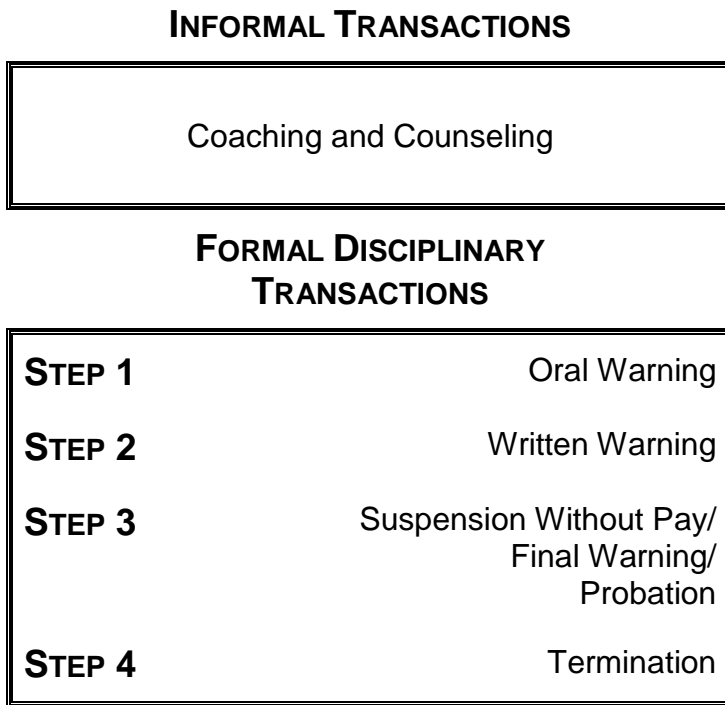 INFORMAL TRANSACTIONS
Coaching and Counseling
FORMAL DISCIPLINARY
TRANSACTIONS
STEP 1 Oral Warning
STEP 2 Written Warning
STEP 3 Suspension Without Pay/
Final Warning/
Probation
STEP 4 Termination